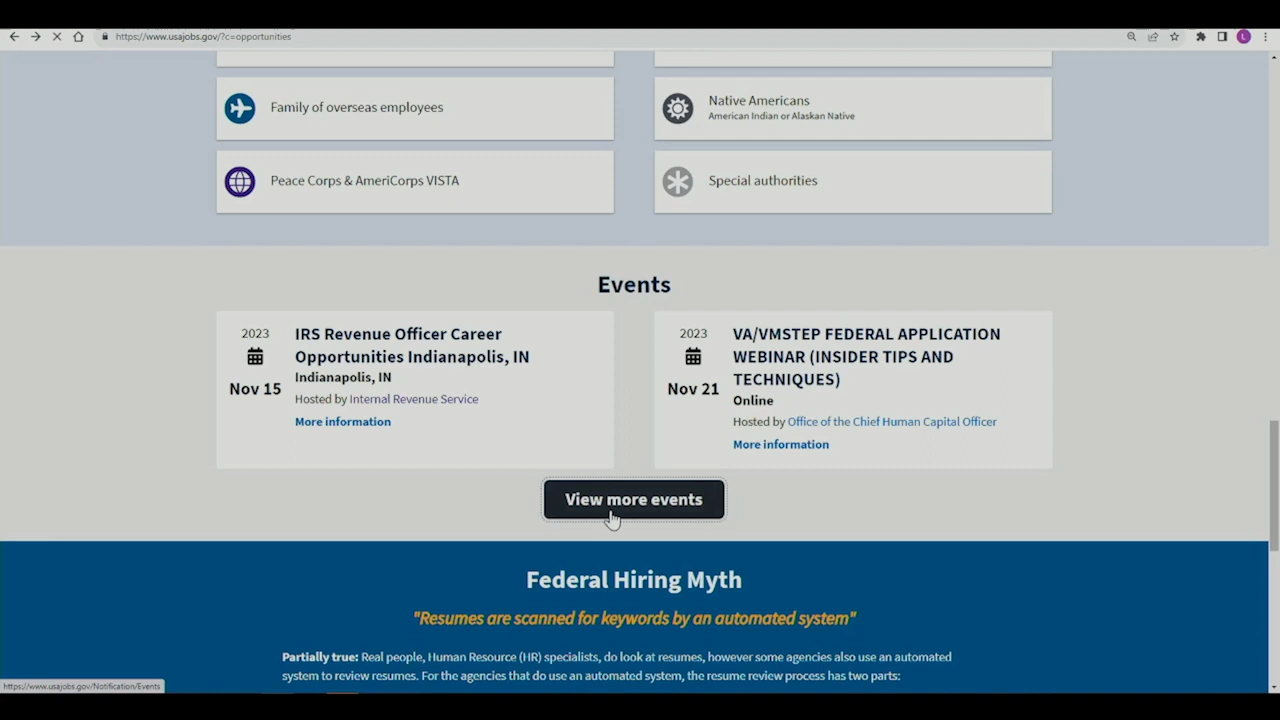 https://www.usajobs.gov/?c=opportunities
L
Family of overseas employees
Native Americans
American Indian or Alaskan Native
Peace Corps & AmeriCorps VISTA
Special authorities
Events
2023
Nov 15
IRS Revenue Officer Career
Opportunities Indianapolis, IN
Indianapolis, IN
Hosted by Internal Revenue Service
More information
2023
Nov 21
VA/VMSTEP FEDERAL APPLICATION
WEBINAR (INSIDER TIPS AND
TECHNIQUES)
Online
Hosted by Office of the Chief Human Capital Officer
More information
View more events
Federal Hiring Myth
"Resumes are scanned for keywords by an automated system"
Partially true: Real people, Human Resource (HR) specialists, do look at resumes, however some agencies also use an automated
system to review resumes. For the agencies that do use an automated system, the resume review process has two parts:
https://www.usajobs.gov/Notification/Events